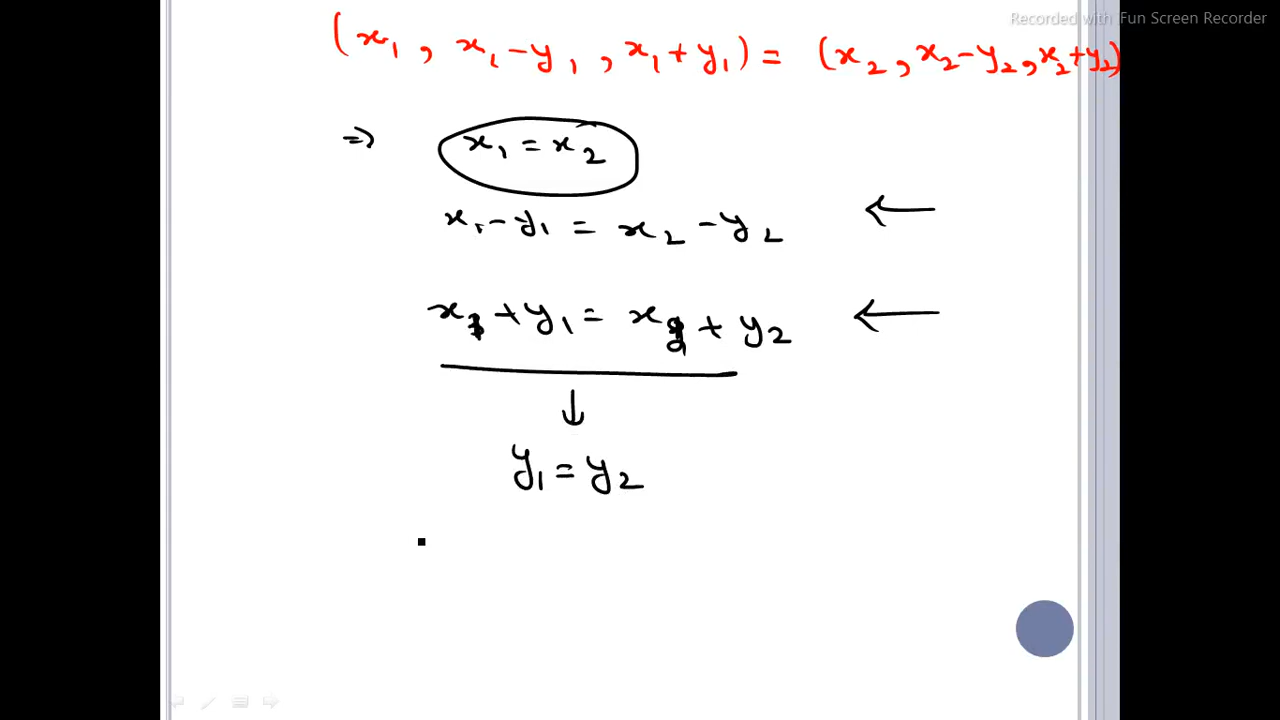 Recorded with iFun Screen Recorder
(x₁, x₁-y₁, x₁+y₁) = (x₂, x₂-y₂, x₂+y₂)
⇒ x₁ = x₂
x₁-y₁ = x₂-y₂ ←
x₁+y₁ = x₂+y₂ ←
↓
y₁ = y₂